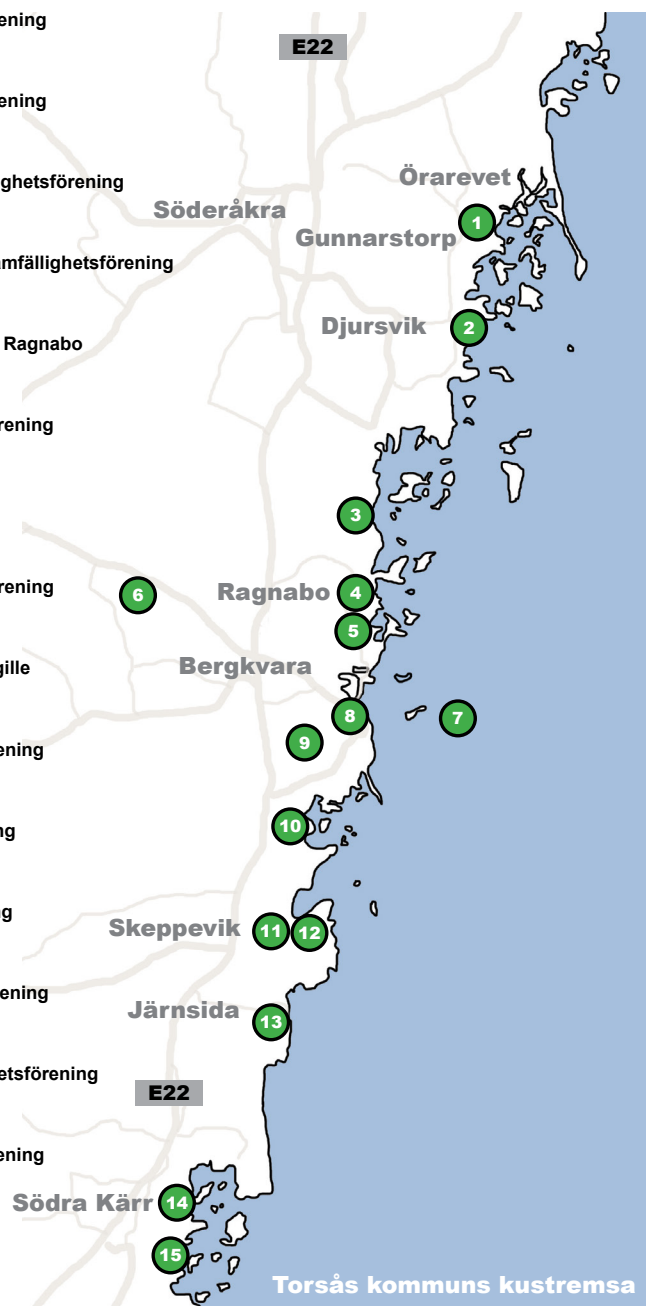 ening
ening
ghetsförening
amfällighetsförening
Ragnabo
rening
rening
gille
ening
ng
ng
ening
etsförening
ening
E22
Örarevet
Söderåkra
1
Gunnarstorp
Djursvik
2
3
6
Ragnabo
4
5
Bergkvara
8
7
9
10
Skeppevik
11
12
Järnsida
13
E22
Södra Kärr
14
15
Torsås kommuns kustremsa